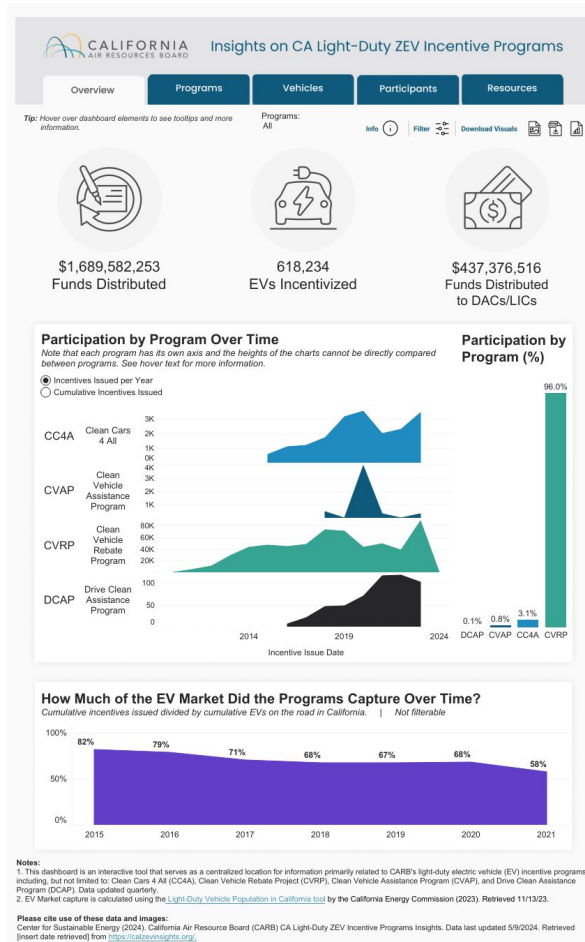 CALIFORNIA
AIR RESOURCES BOARD
Insights on CA Light-Duty ZEV Incentive Programs
Overview
Programs
Vehicles
Participants
Resources
Tip: Hover over dashboard elements to see tooltips and more
information.
Programs:
All
Info
Filter
Download Visuals
$1,689,582,253
Funds Distributed
618,234
EVs Incentivized
$437,376,516
Funds Distributed
to DACs/LICs
Participation by Program Over Time
Note that each program has its own axis and the heights of the charts cannot be directly compared
between programs. See hover text for more information.
Incentives Issued per Year
Cumulative Incentives Issued
CC4A
Clean Cars
4 All
3K
2K
1K
0K
CVAP
Clean
Vehicle
Assistance
Program
4K
3K
2K
1K
CVRP
Clean
Vehicle
Rebate
Program
80K
60K
40K
20K
DCAP
Drive Clean
Assistance
Program
100
50
0
2014
2019
2024
Incentive Issue Date
Participation by
Program (%)
96.0%
0.1%
0.8%
3.1%
DCAP
CVAP
CC4A
CVRP
How Much of the EV Market Did the Programs Capture Over Time?
Cumulative incentives issued divided by cumulative EVs on the road in California. | Not filterable
100%
50%
0%
82%
79%
71%
68%
67%
68%
58%
2015
2016
2017
2018
2019
2020
2021
Notes:
1. This dashboard is an interactive tool that serves as a centralized location for information primarily related to CARB's light-duty electric vehicle (EV) incentive programs
including, but not limited to: Clean Cars 4 All (CC4A), Clean Vehicle Rebate Project (CVRP), Clean Vehicle Assistance Program (CVAP), and Drive Clean Assistance
Program (DCAP). Data updated quarterly.
2. EV Market capture is calculated using the Light-Duty Vehicle Population in California tool by the California Energy Commission (2023). Retrieved 11/13/23.
Please cite use of these data and images:
Center for Sustainable Energy (2024). California Air Resource Board (CARB) CA Light-Duty ZEV Incentive Programs Insights. Data last updated 5/9/2024. Retrieved
[insert date retrieved] from https://calzevinsights.org/.